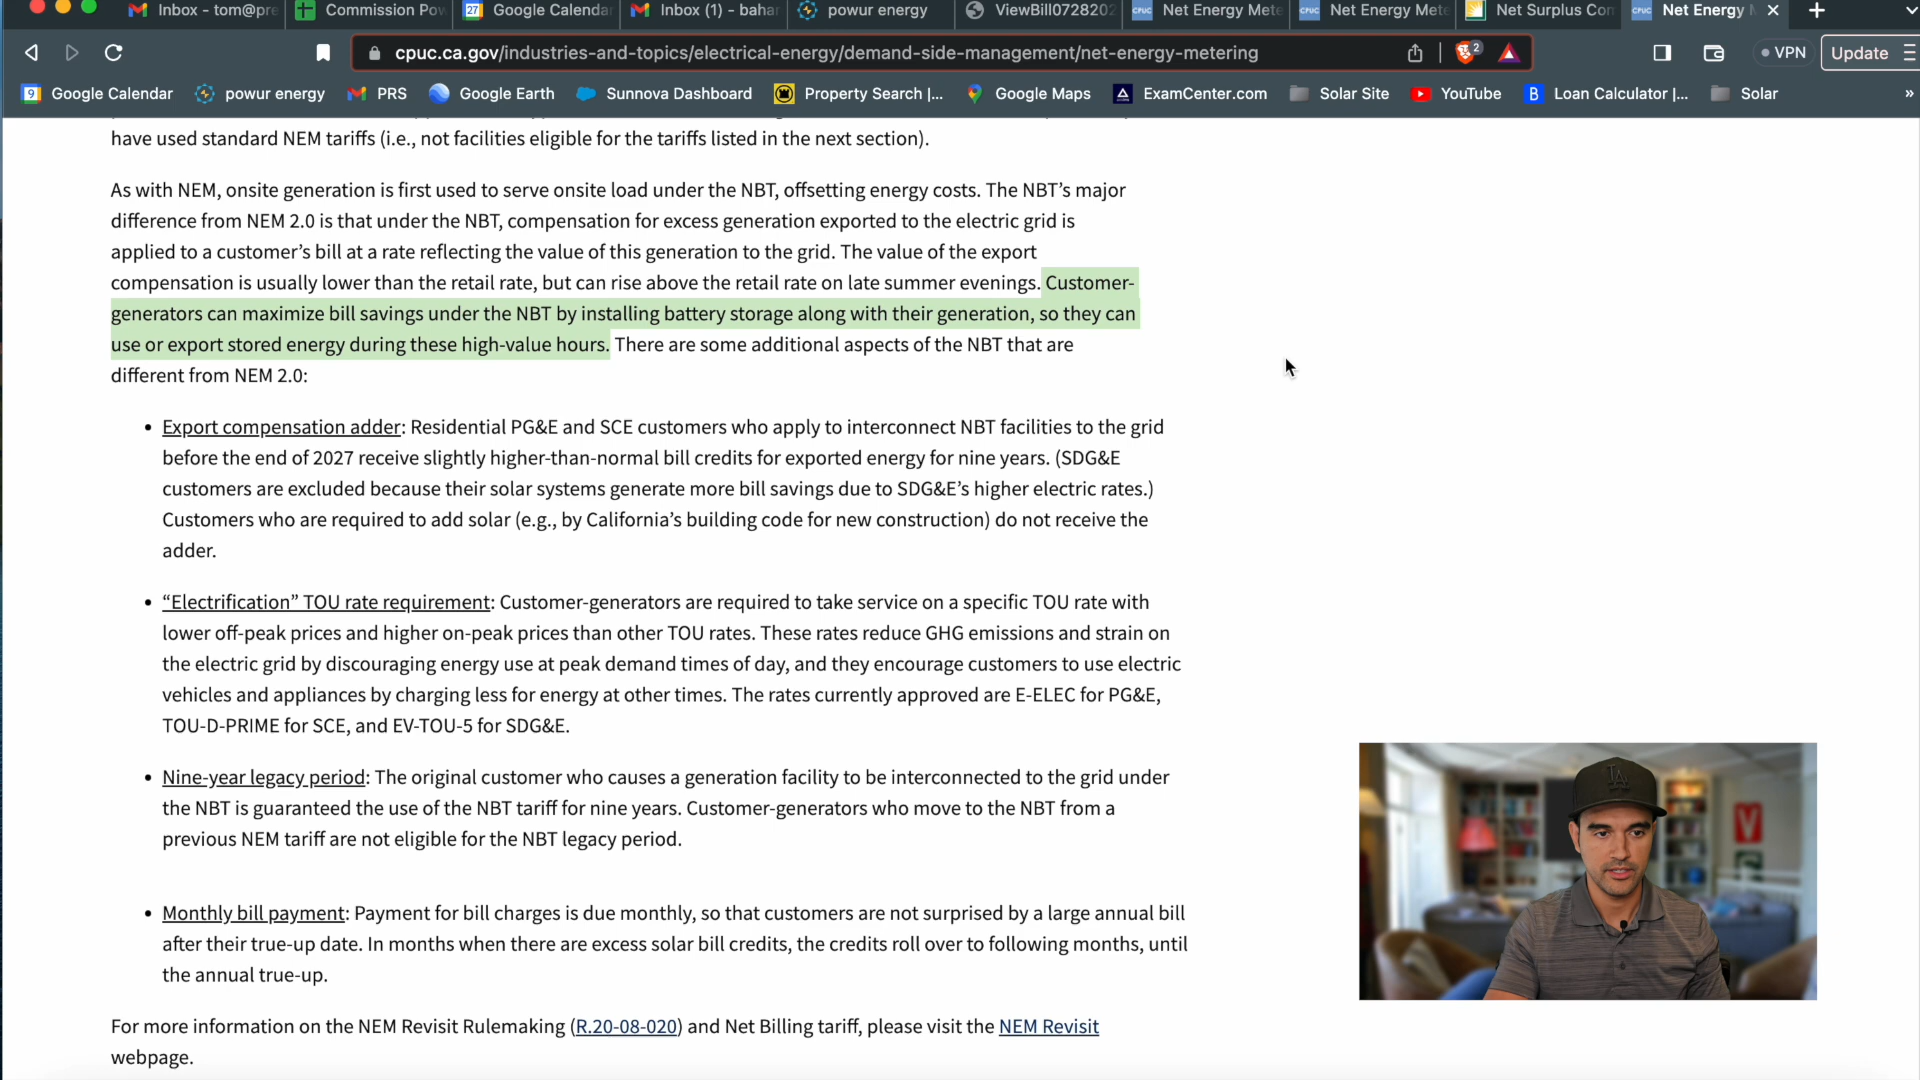 Inbox - tom@pre
Commission Pow
27
Google Calenda
Inbox (1) - bahar
powur energy
ViewBill0728202
CPUC
Net Energy Mete
CPUC
Net Energy Mete
Net Surplus Com
CPUC
Net Energy M
cpuc.ca.gov/industries-and-topics/electrical-energy/demand-side-management/net-energy-metering
2
VPN
Update
9
Google Calendar
powur energy
PRS
Google Earth
Sunnova Dashboard
Property Search |...
Google Maps
ExamCenter.com
Solar Site
YouTube
B
Loan Calculator |...
Solar
»
have used standard NEM tariffs (i.e., not facilities eligible for the tariffs listed in the next section).
As with NEM, onsite generation is first used to serve onsite load under the NBT, offsetting energy costs. The NBT’s major
difference from NEM 2.0 is that under the NBT, compensation for excess generation exported to the electric grid is
applied to a customer’s bill at a rate reflecting the value of this generation to the grid. The value of the export
compensation is usually lower than the retail rate, but can rise above the retail rate on late summer evenings. Customer-
generators can maximize bill savings under the NBT by installing battery storage along with their generation, so they can
use or export stored energy during these high-value hours. There are some additional aspects of the NBT that are
different from NEM 2.0:
• Export compensation adder: Residential PG&E and SCE customers who apply to interconnect NBT facilities to the grid
before the end of 2027 receive slightly higher-than-normal bill credits for exported energy for nine years. (SDG&E
customers are excluded because their solar systems generate more bill savings due to SDG&E’s higher electric rates.)
Customers who are required to add solar (e.g., by California’s building code for new construction) do not receive the
adder.
• “Electrification” TOU rate requirement: Customer-generators are required to take service on a specific TOU rate with
lower off-peak prices and higher on-peak prices than other TOU rates. These rates reduce GHG emissions and strain on
the electric grid by discouraging energy use at peak demand times of day, and they encourage customers to use electric
vehicles and appliances by charging less for energy at other times. The rates currently approved are E-ELEC for PG&E,
TOU-D-PRIME for SCE, and EV-TOU-5 for SDG&E.
• Nine-year legacy period: The original customer who causes a generation facility to be interconnected to the grid under
the NBT is guaranteed the use of the NBT tariff for nine years. Customer-generators who move to the NBT from a
previous NEM tariff are not eligible for the NBT legacy period.
• Monthly bill payment: Payment for bill charges is due monthly, so that customers are not surprised by a large annual bill
after their true-up date. In months when there are excess solar bill credits, the credits roll over to following months, until
the annual true-up.
For more information on the NEM Revisit Rulemaking (R.20-08-020) and Net Billing tariff, please visit the NEM Revisit
webpage.
LA